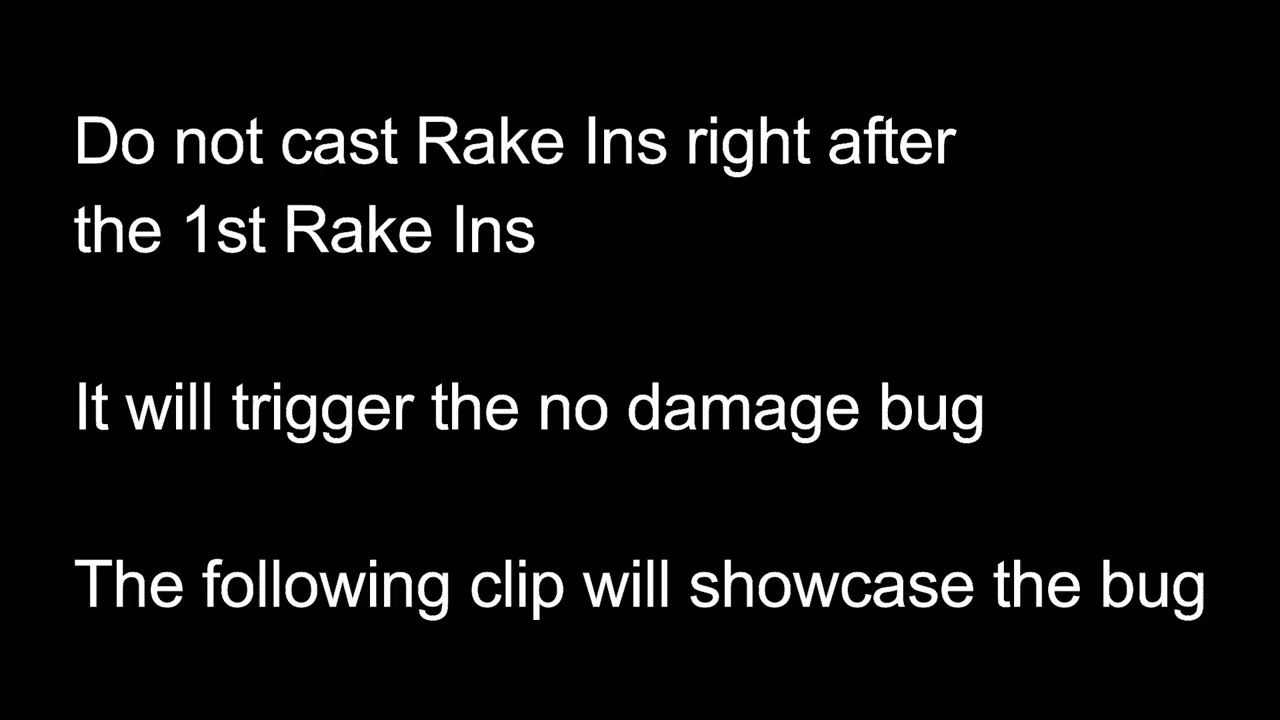 Do not cast Rake Ins right after
the 1st Rake Ins
It will trigger the no damage bug
The following clip will showcase the bug